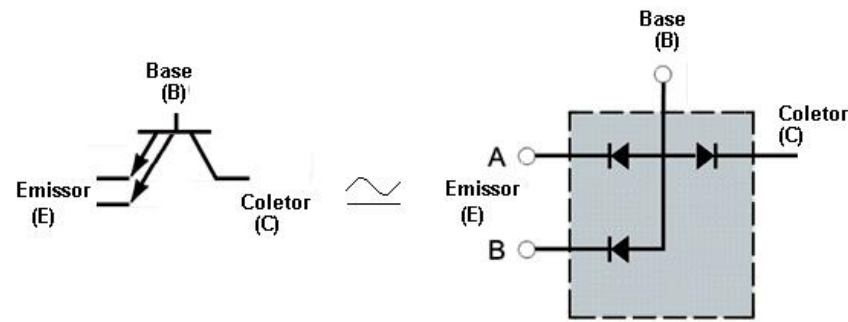 Base
(B)
Emissor
(E)
Coletor
(C)
Base
(B)
Coletor
(C)
A
Emissor
(E)
B